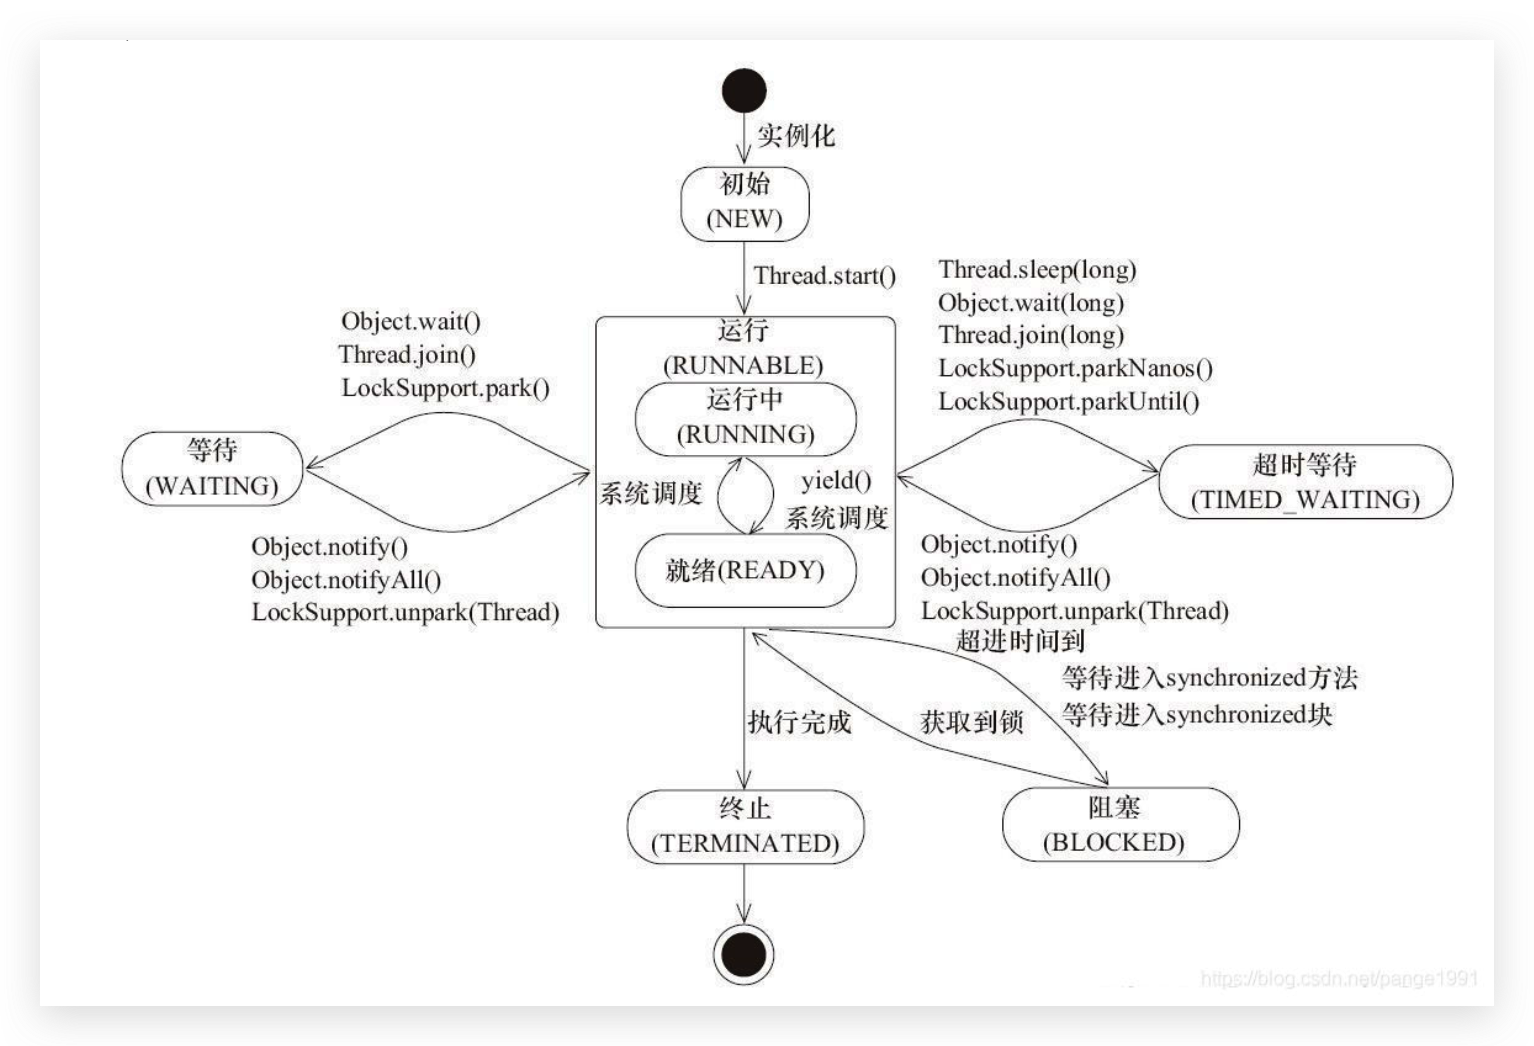 实例化
初始
(NEW)
Thread.start()
Object.wait()
Thread.join()
LockSupport.park()
Thread.sleep(long)
Object.wait(long)
Thread.join(long)
LockSupport.parkNanos()
LockSupport.parkUntil()
运行
(RUNNABLE)
运行中
(RUNNING)
等待
(WAITING)
系统调度
yield()
系统调度
超时等待
(TIMED_WAITING)
就绪(READY)
Object.notify()
Object.notifyAll()
LockSupport.unpark(Thread)
Object.notify()
Object.notifyAll()
LockSupport.unpark(Thread)
超进时间到
等待进入synchronized方法
等待进入synchronized块
执行完成
获取到锁
终止
(TERMINATED)
阻塞
(BLOCKED)
https://blog.csdn.net/pange1991